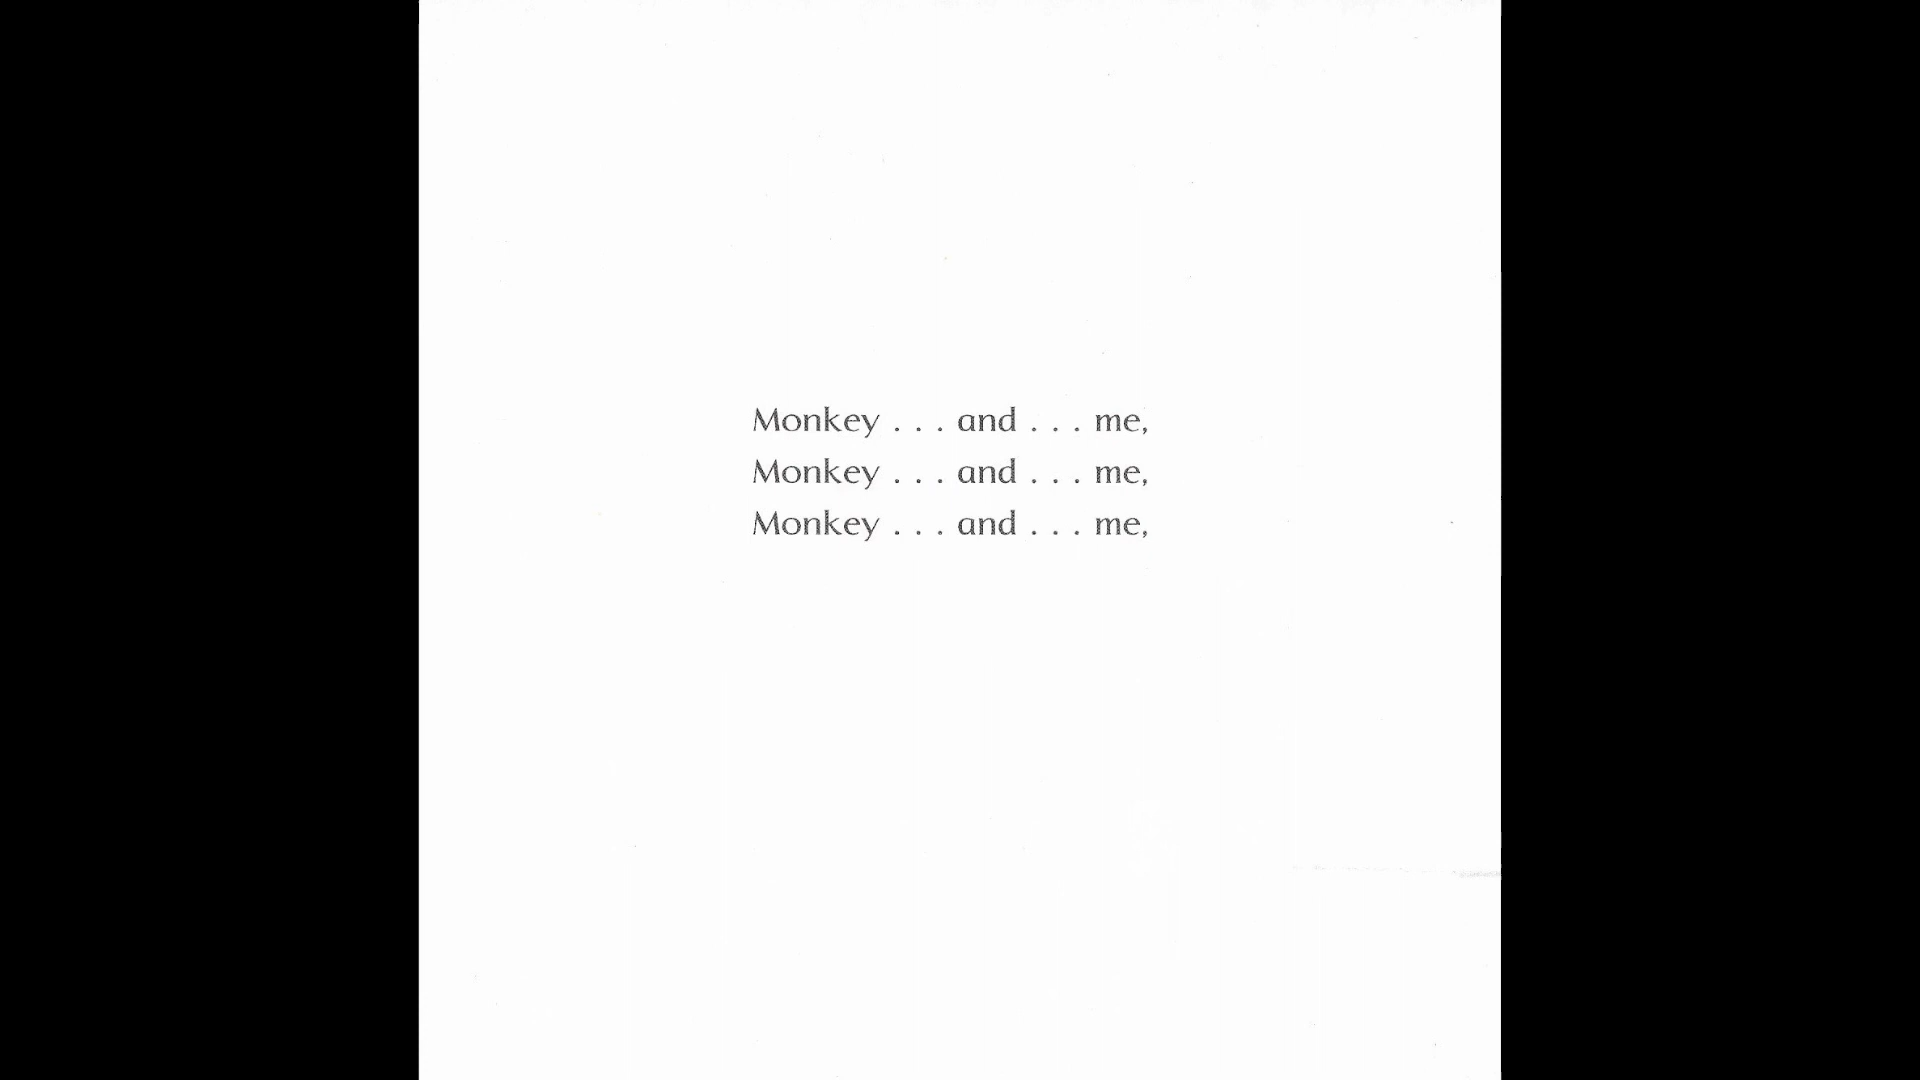 Monkey . . . and . . . me,
Monkey . . . and . . . me,
Monkey . . . and . . . me,